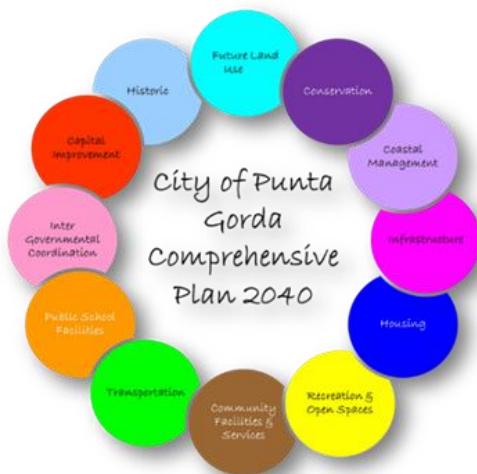 Future Land
Use
Conservation
Coastal
Management
Infrastructure
Housing
Recreation &
Open Spaces
Community
Facilities &
Services
Transportation
Public School
Facilities
Inter
Governmental
Coordination
Capital
Improvement
Historic
City of Punta
Gorda
Comprehensive
Plan 2040